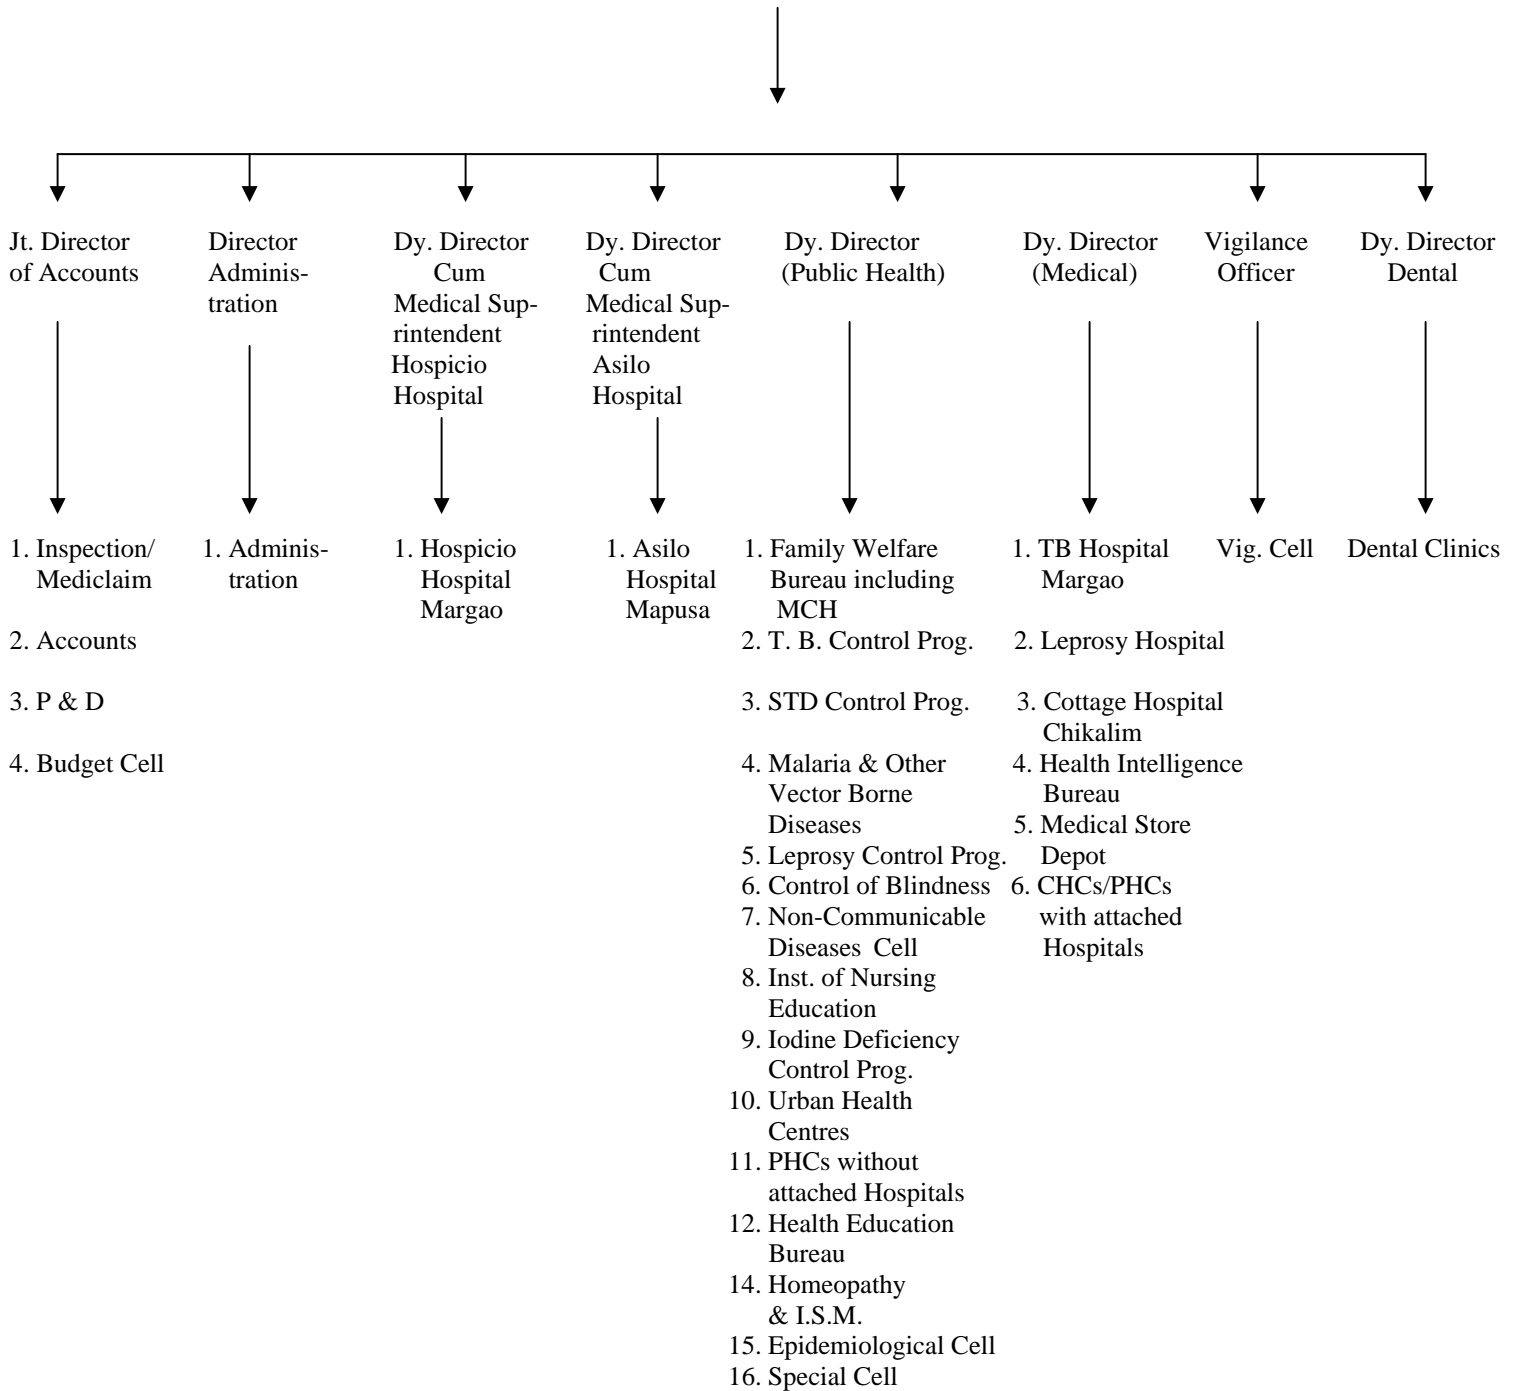 Jt. Director
of Accounts
Director
Adminis-
tration
Dy. Director
Cum
Medical Sup-
rintendent
Hospicio
Hospital
Dy. Director
Cum
Medical Sup-
rintendent
Asilo
Hospital
Dy. Director
(Public Health)
Dy. Director
(Medical)
Vigilance
Officer
Dy. Director
Dental
1. Inspection/
Mediclaim
2. Accounts
3. P & D
4. Budget Cell
1. Adminis-
tration
1. Hospicio
Hospital
Margao
1. Asilo
Hospital
Mapusa
1. Family Welfare
Bureau including
MCH
2. T. B. Control Prog.
3. STD Control Prog.
4. Malaria & Other
Vector Borne
Diseases
5. Leprosy Control Prog.
6. Control of Blindness
7. Non-Communicable
Diseases Cell
8. Inst. of Nursing
Education
9. Iodine Deficiency
Control Prog.
10. Urban Health
Centres
11. PHCs without
attached Hospitals
12. Health Education
Bureau
14. Homeopathy
& I.S.M.
15. Epidemiological Cell
16. Special Cell
1. TB Hospital
Margao
2. Leprosy Hospital
3. Cottage Hospital
Chikalim
4. Health Intelligence
Bureau
5. Medical Store
Depot
6. CHCs/PHCs
with attached
Hospitals
Vig. Cell
Dental Clinics